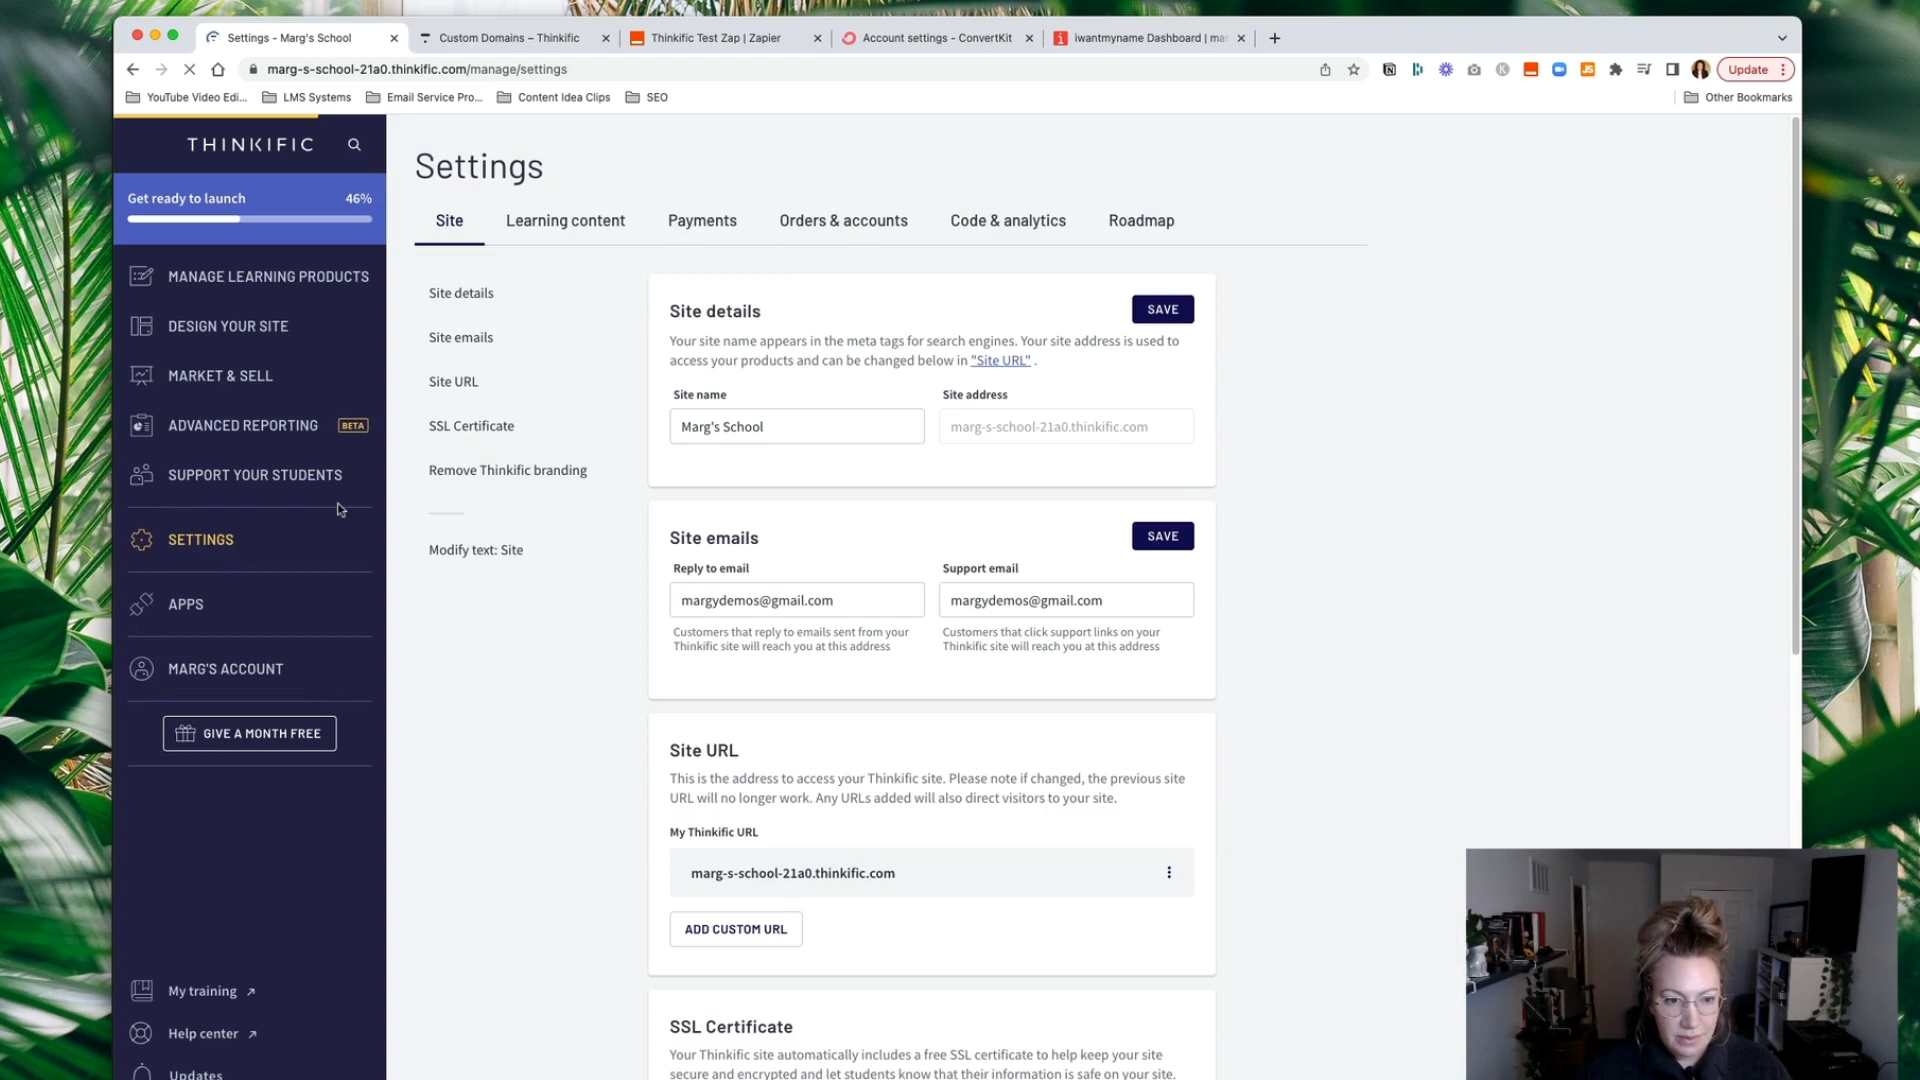 Settings - Marg's School
Custom Domains – Thinkific
Thinkific Test Zap | Zapier
Account settings - ConvertKit
iwantmyname Dashboard | ma
marg-s-school-21a0.thinkific.com/manage/settings
Update
YouTube Video Edi...
LMS Systems
Email Service Pro...
Content Idea Clips
SEO
Other Bookmarks
THINKIFIC
Get ready to launch 46%
MANAGE LEARNING PRODUCTS
DESIGN YOUR SITE
MARKET & SELL
ADVANCED REPORTING BETA
SUPPORT YOUR STUDENTS
SETTINGS
APPS
MARG'S ACCOUNT
GIVE A MONTH FREE
My training
Help center
Updates
Settings
Site
Learning content
Payments
Orders & accounts
Code & analytics
Roadmap
Site details
Site emails
Site URL
SSL Certificate
Remove Thinkific branding
Modify text: Site
Site details
SAVE
Your site name appears in the meta tags for search engines. Your site address is used to
access your products and can be changed below in "Site URL" .
Site name
Site address
Marg's School
marg-s-school-21a0.thinkific.com
Site emails
SAVE
Reply to email
Support email
margydemos@gmail.com
margydemos@gmail.com
Customers that reply to emails sent from your
Thinkific site will reach you at this address
Customers that click support links on your
Thinkific site will reach you at this address
Site URL
This is the address to access your Thinkific site. Please note if changed, the previous site
URL will no longer work. Any URLs added will also direct visitors to your site.
My Thinkific URL
marg-s-school-21a0.thinkific.com
ADD CUSTOM URL
SSL Certificate
Your Thinkific site automatically includes a free SSL certificate to help keep your site
secure and encrypted and let students know that their information is safe on your site.